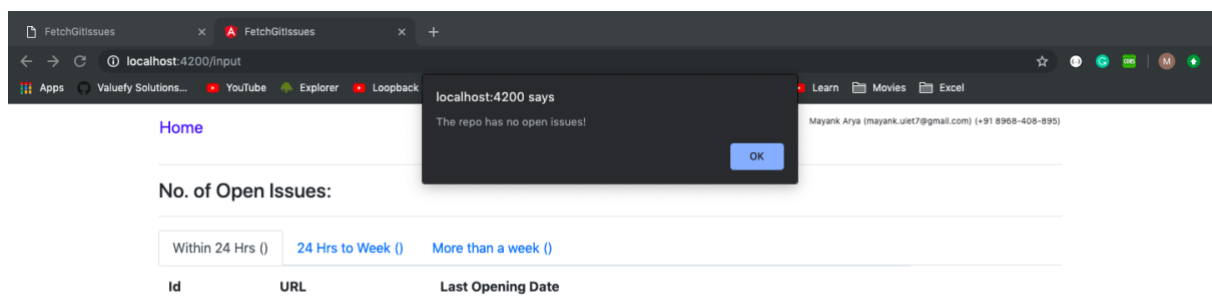 FetchGitIssues
FetchGitIssues
localhost:4200/input
Apps Valuefy Solutions... YouTube Explorer Loopback Learn Movies Excel
localhost:4200 says
The repo has no open issues!
OK
Home
Mayank Arya (mayank.uiet7@gmail.com) (+91 8968-408-895)
No. of Open Issues:
Within 24 Hrs () 24 Hrs to Week () More than a week ()
Id URL Last Opening Date